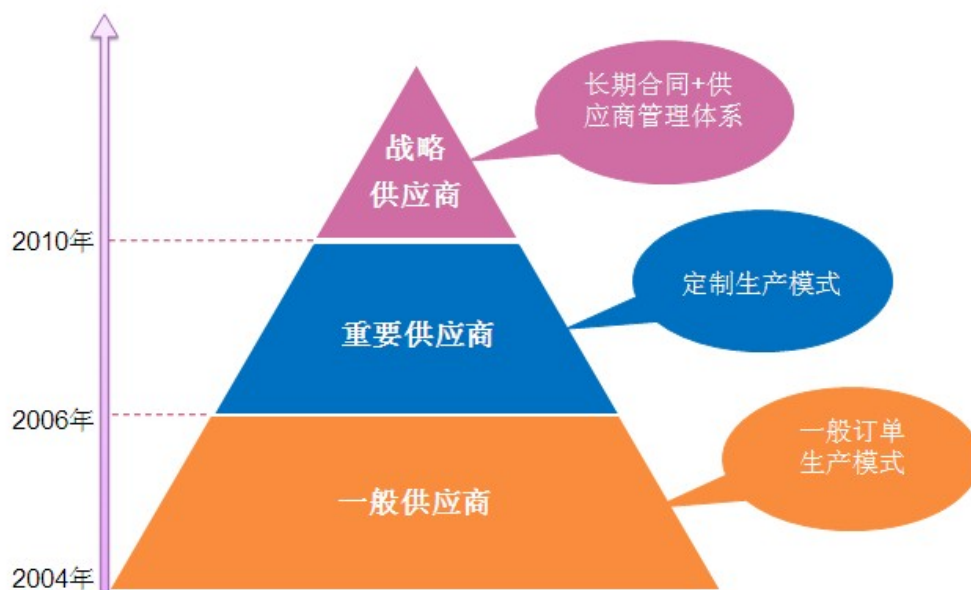 长期合同+供
应商管理体系
战略
供应商
2010年
定制生产模式
重要供应商
2006年
一般订单
生产模式
一般供应商
2004年